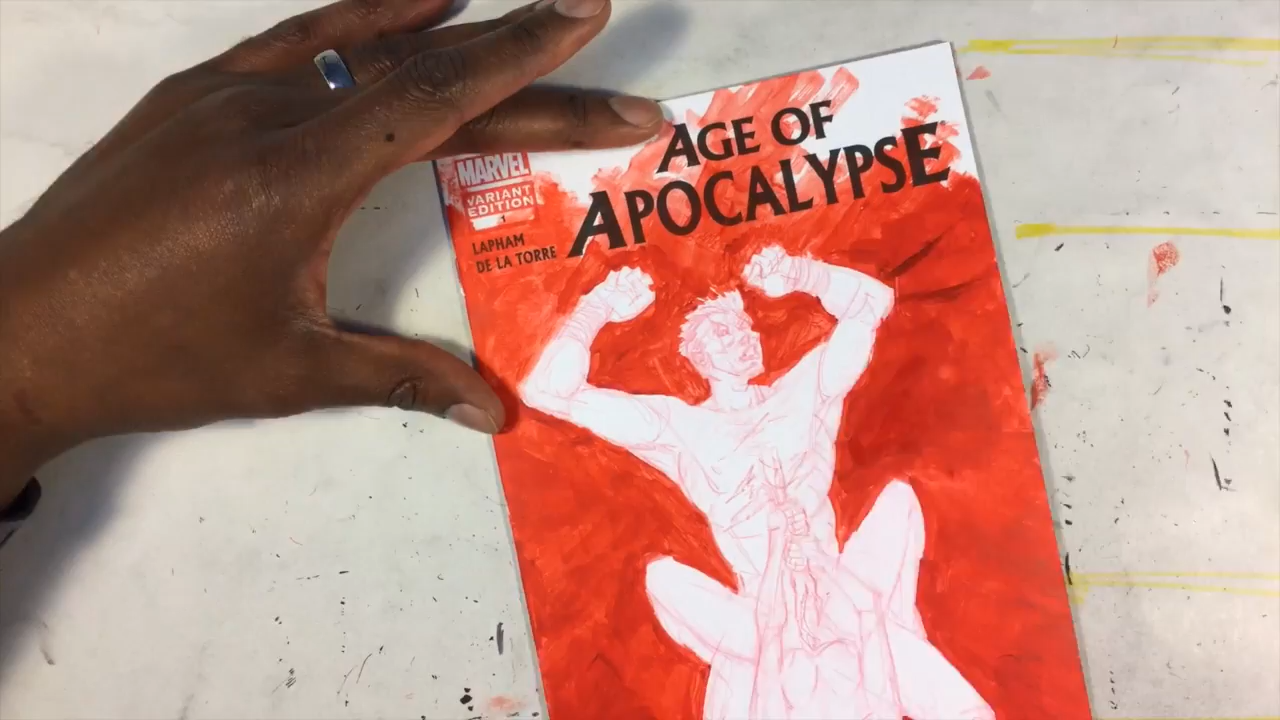 AGE OF
APOCALYPSE
MARVEL
VARIANT
EDITION
1
LAPHAM
DE LA TORRE